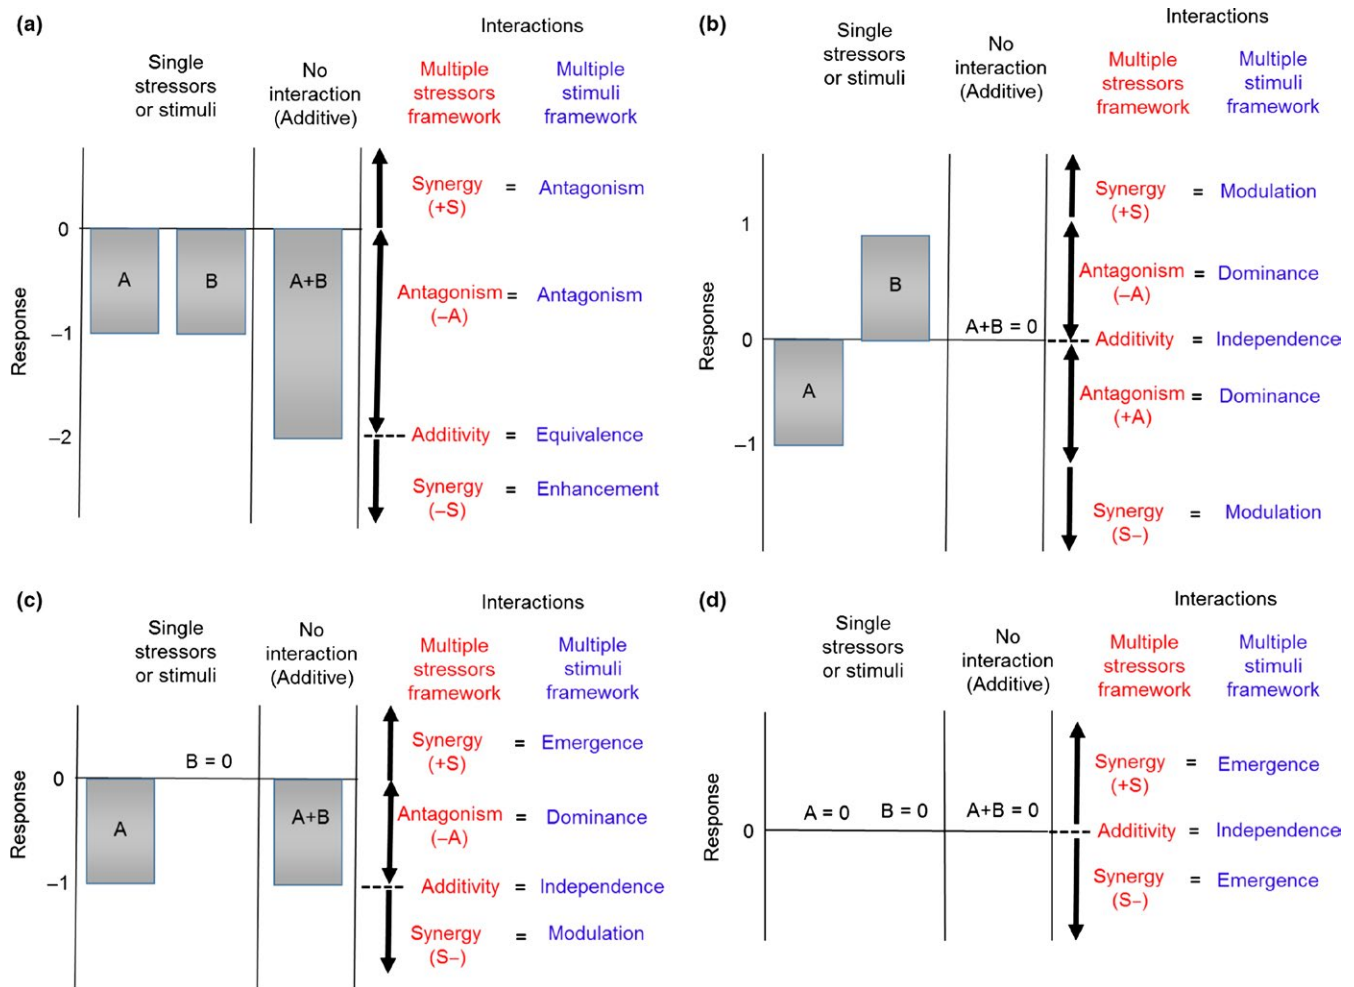 (a)
Interactions
Single
stressors
or stimuli
No
interaction
(Additive)
Multiple
stressors
framework
Multiple
stimuli
framework
Response
0
–1
–2
A
B
A+B
Synergy
(+S)
=
Antagonism
Antagonism
(–A)
=
Antagonism
Additivity
=
Equivalence
Synergy
(–S)
=
Enhancement
(b)
Interactions
Single
stressors
or stimuli
No
interaction
(Additive)
Multiple
stressors
framework
Multiple
stimuli
framework
Response
1
0
–1
A
B
A+B = 0
Synergy
(+S)
=
Modulation
Antagonism
(–A)
=
Dominance
Additivity
=
Independence
Antagonism
(+A)
=
Dominance
Synergy
(S–)
=
Modulation
(c)
Interactions
Single
stressors
or stimuli
No
interaction
(Additive)
Multiple
stressors
framework
Multiple
stimuli
framework
Response
0
–1
A
B = 0
A+B
Synergy
(+S)
=
Emergence
Antagonism
(–A)
=
Dominance
Additivity
=
Independence
Synergy
(S–)
=
Modulation
(d)
Interactions
Single
stressors
or stimuli
No
interaction
(Additive)
Multiple
stressors
framework
Multiple
stimuli
framework
Response
0
A = 0
B = 0
A+B = 0
Synergy
(+S)
=
Emergence
Additivity
=
Independence
Synergy
(S–)
=
Emergence